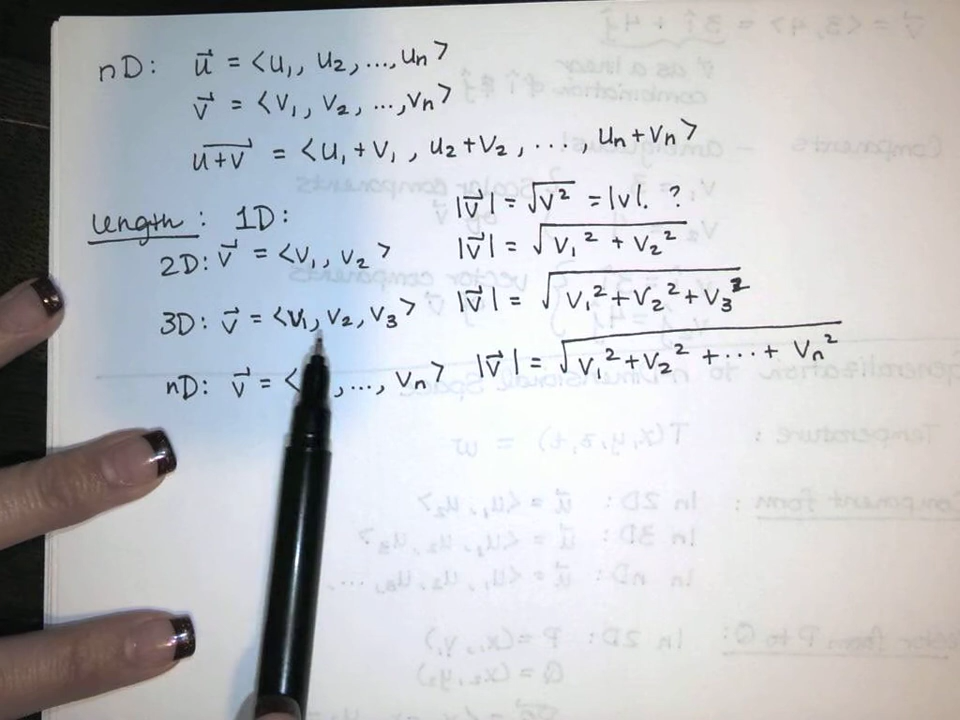 nD: u⃗ = <u₁, u₂, ..., uₙ>
v⃗ = <v₁, v₂, ..., vₙ>
u+v⃗ = <u₁+v₁, u₂+v₂, ..., uₙ+vₙ>
length: 1D: |v⃗| = √v² = |v|. ?
2D: v⃗ = <v₁, v₂> |v⃗| = √v₁² + v₂²
3D: v⃗ = <v₁, v₂, v₃> |v⃗| = √v₁²+v₂²+v₃²
nD: v⃗ = < , ..., vₙ> |v⃗| = √v₁²+v₂² + ... + vₙ²